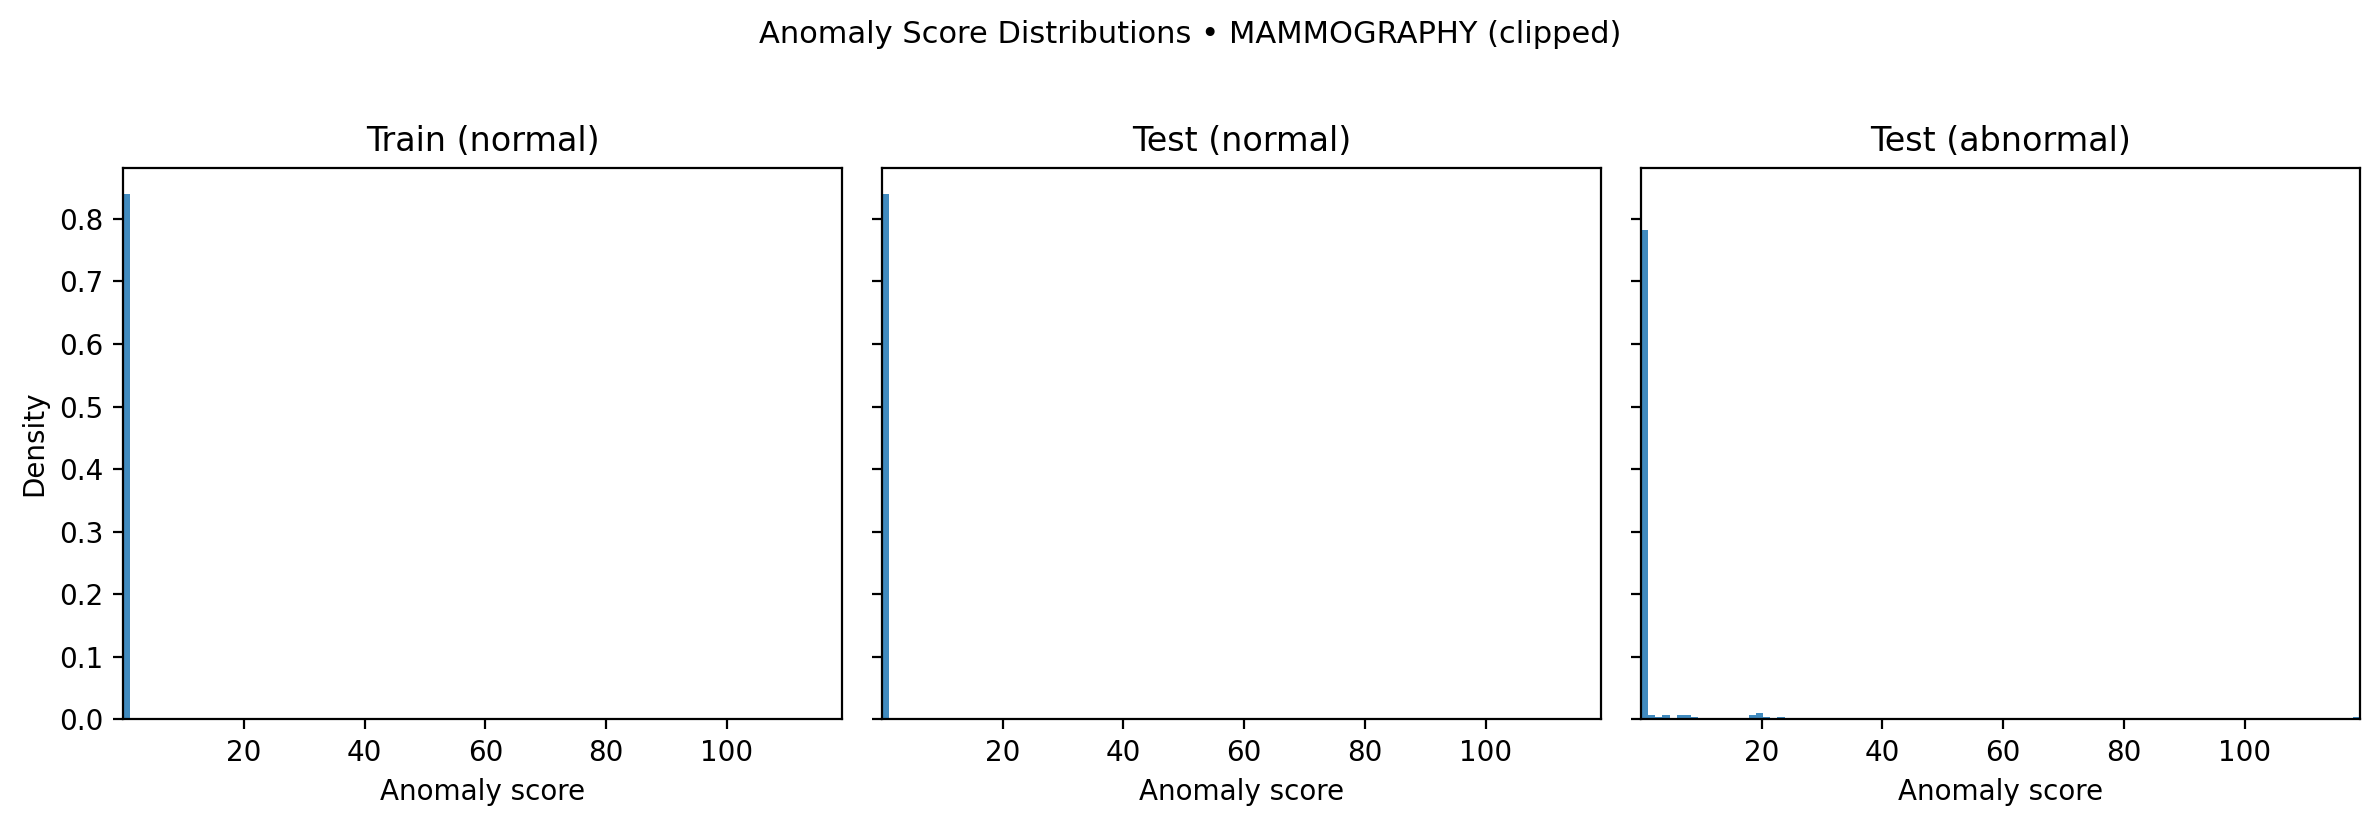 Anomaly Score Distributions • MAMMOGRAPHY (clipped)
Train (normal)
Test (normal)
Test (abnormal)
Density
0.8
0.7
0.6
0.5
0.4
0.3
0.2
0.1
0.0
20 40 60 80 100
20 40 60 80 100
20 40 60 80 100
Anomaly score
Anomaly score
Anomaly score